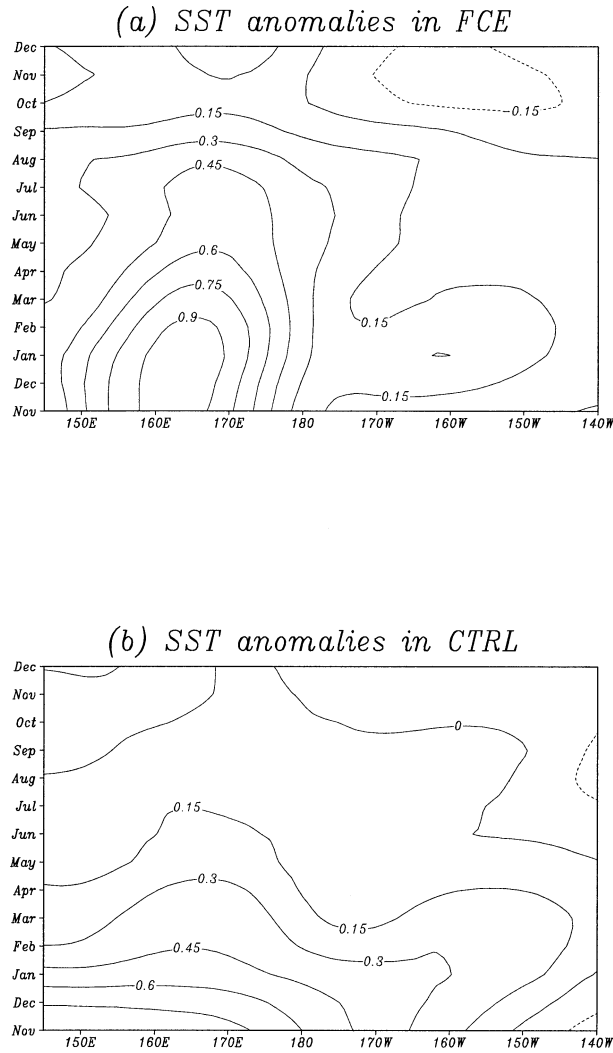 (a) SST anomalies in FCE
Dec
Nov
Oct
0.15
0.15
Sep
0.3
Aug
0.45
Jul
Jun
May
0.6
Apr
0.75
Mar
0.9
0.15
Feb
Jan
Dec
0.15
Nov
150E 160E 170E 180 170W 160W 150W 140W
(b) SST anomalies in CTRL
Dec
Nov
Oct
0
Sep
Aug
Jul
0.15
Jun
May
0.3
Apr
Mar
0.15
Feb
0.45
0.3
Jan
0.6
Dec
Nov
150E 160E 170E 180 170W 160W 150W 140W